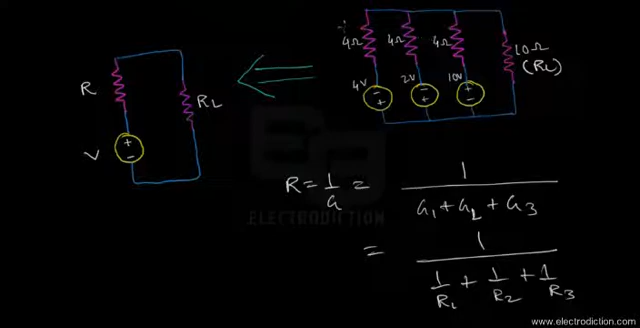 4Ω 4Ω 4Ω 10Ω
(RL)
4V 2V 10V
- - +
+ + -
R RL
V + -
R = 1/G = 1/(G1 + G2 + G3)
= 1/(1/R1 + 1/R2 + 1/R3)
ELECTRODICTION
www.electrodiction.com